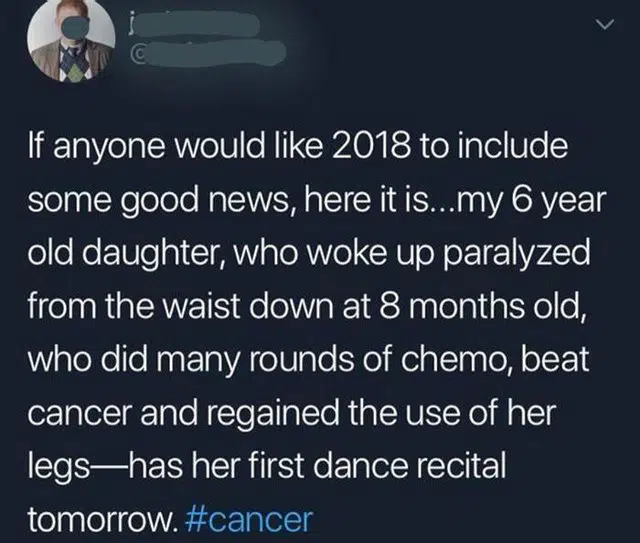 If anyone would like 2018 to include
some good news, here it is...my 6 year
old daughter, who woke up paralyzed
from the waist down at 8 months old,
who did many rounds of chemo, beat
cancer and regained the use of her
legs—has her first dance recital
tomorrow. #cancer